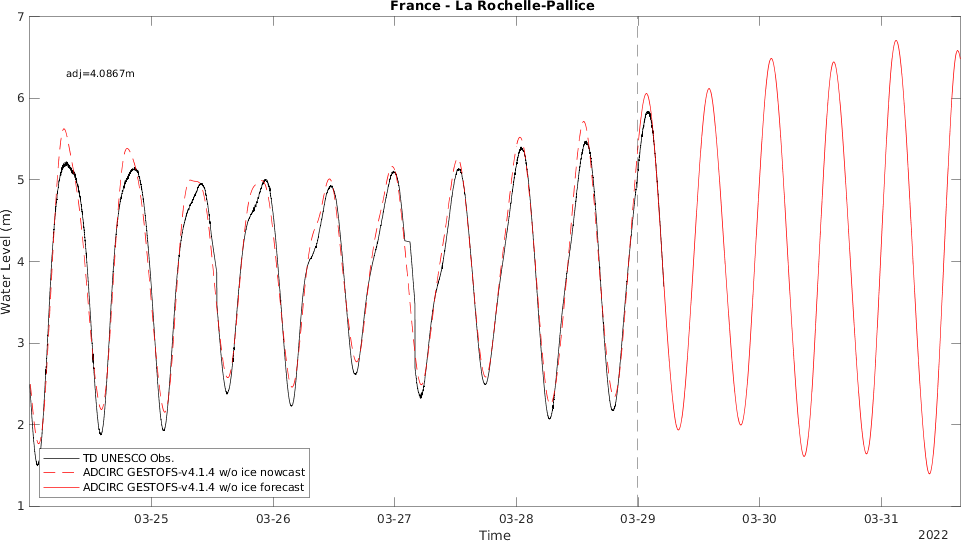 France - La Rochelle-Pallice
adj=4.0867m
7
6
5
4
3
2
1
Water Level (m)
TD UNESCO Obs.
ADCIRC GESTOFS-v4.1.4 w/o ice nowcast
ADCIRC GESTOFS-v4.1.4 w/o ice forecast
03-25 03-26 03-27 03-28 03-29 03-30 03-31
Time
2022